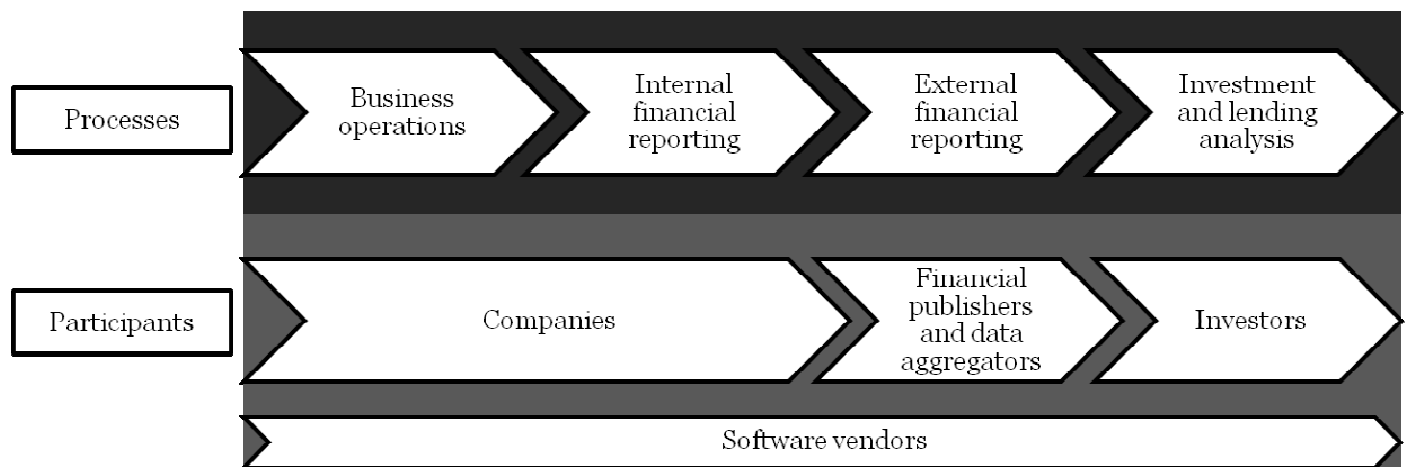 Processes
Business
operations
Internal
financial
reporting
External
financial
reporting
Investment
and lending
analysis
Participants
Companies
Financial
publishers
and data
aggregators
Investors
Software vendors